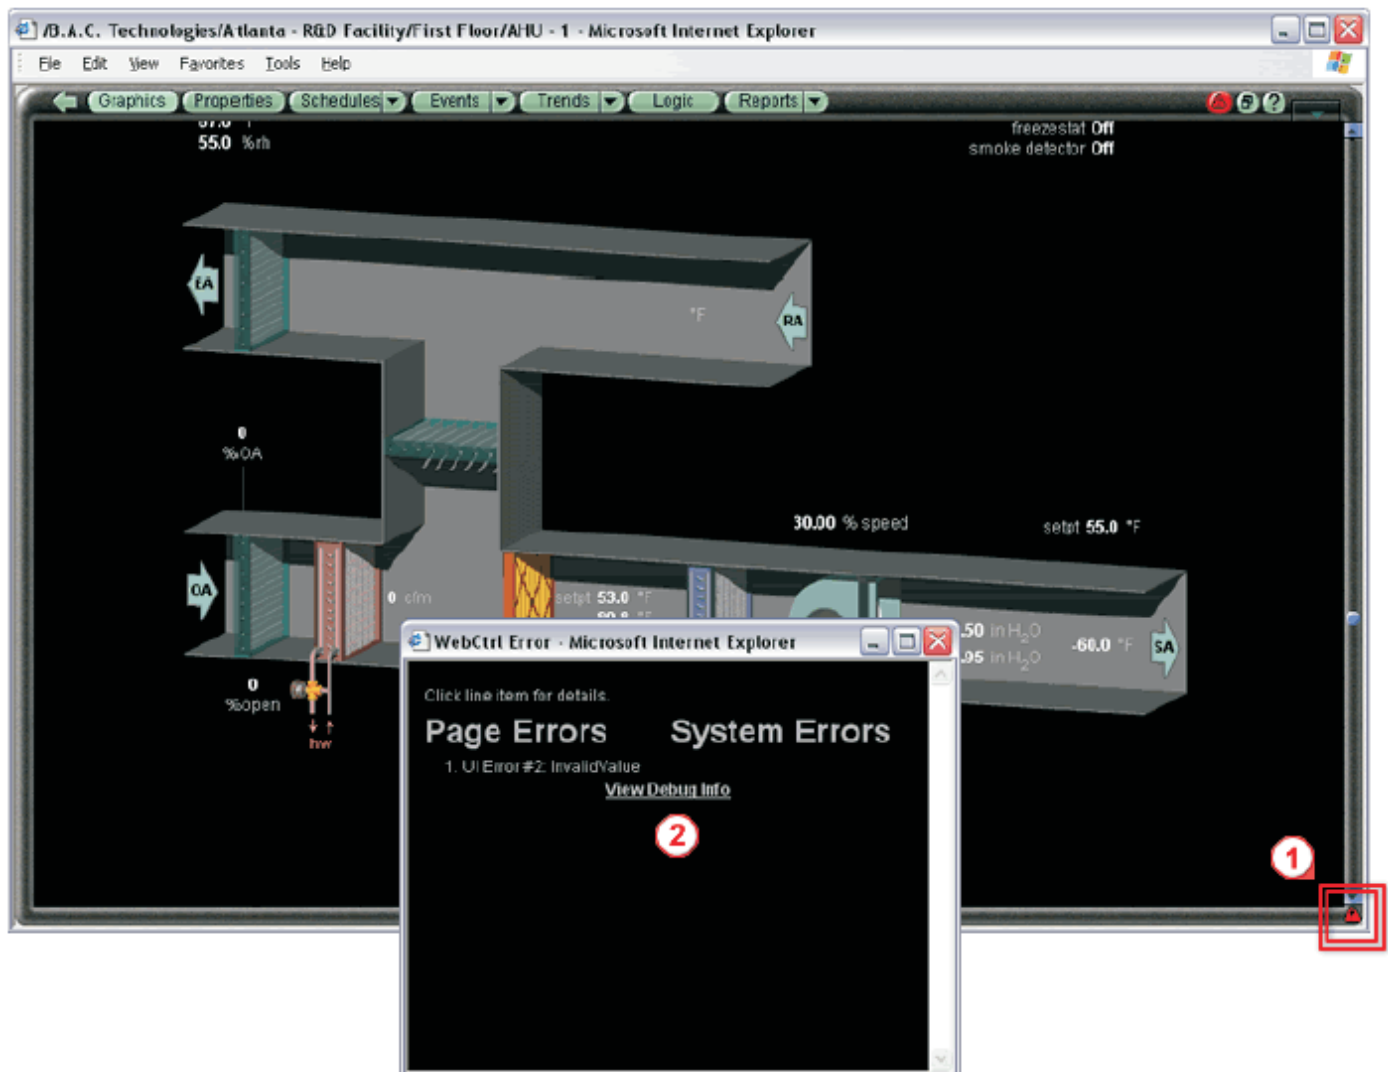 /B.A.C. Technologies/Atlanta - R&D Facility/First Floor/AHU - 1 - Microsoft Internet Explorer
File Edit View Favorites Tools Help
Graphics Properties Schedules Events Trends Logic Reports
?
freezestat Off
55.0 %rh
smoke detector Off
EA
°F
RA
0
%OA
30.00 % speed
setpt 55.0 °F
OA
0 cfm
setpt 53.0 °F
.50 in H2O
-60.0 °F
SA
.95 in H2O
0
%open
hw
WebCtrl Error - Microsoft Internet Explorer
Click line item for details.
Page Errors System Errors
1. UI Error #2: InvalidValue
View Debug Info
2
1